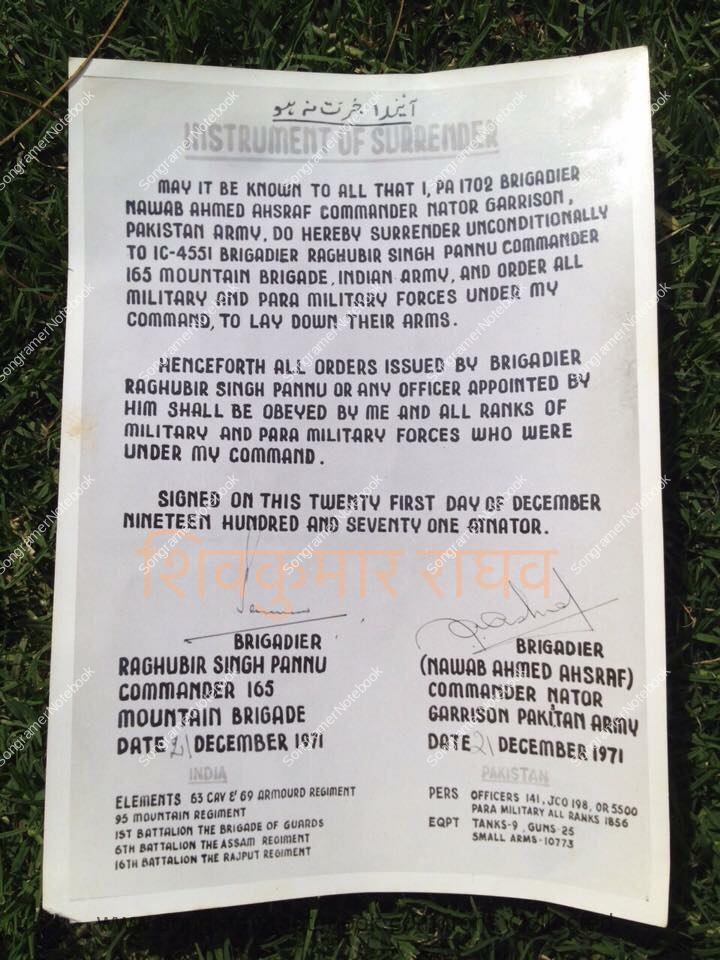 آئیندا جرت نہ ہو
INSTRUMENT OF SURRENDER
MAY IT BE KNOWN TO ALL THAT I, PA 1702 BRIGADIER
NAWAB AHMED AHSRAF COMMANDER NATOR GARRISON,
PAKISTAN ARMY, DO HEREBY SURRENDER UNCONDITIONALLY
TO IC-4551 BRIGADIER RAGHUBIR SINGH PANNU COMMANDER
165 MOUNTAIN BRIGADE, INDIAN ARMY, AND ORDER ALL
MILITARY AND PARA MILITARY FORCES UNDER MY
COMMAND, TO LAY DOWN THEIR ARMS.
HENCEFORTH ALL ORDERS ISSUED BY BRIGADIER
RAGHUBIR SINGH PANNU OR ANY OFFICER APPOINTED BY
HIM SHALL BE OBEYED BY ME AND ALL RANKS OF
MILITARY AND PARA MILITARY FORCES WHO WERE
UNDER MY COMMAND.
SIGNED ON THIS TWENTY FIRST DAY OF DECEMBER
NINETEEN HUNDRED AND SEVENTY ONE ATNATOR.
शिवकुमार राघव
BRIGADIER
RAGHUBIR SINGH PANNU
COMMANDER 165
MOUNTAIN BRIGADE
DATE 21 DECEMBER 1971
BRIGADIER
(NAWAB AHMED AHSRAF)
COMMANDER NATOR
GARRISON PAKITAN ARMY
DATE 21 DECEMBER 1971
INDIA
ELEMENTS 63 CAV & 69 ARMOURD REGIMENT
95 MOUNTAIN REGIMENT
1ST BATTALION THE BRIGADE OF GUARDS
6TH BATTALION THE ASSAM REGIMENT
16TH BATTALION THE RAJPUT REGIMENT
PAKISTAN
PERS OFFICERS 141, JCO 198, OR 5500
PARA MILITARY ALL RANKS 1856
EQPT TANKS-9, GUNS-25
SMALL ARMS-10773
SongramerNotebook